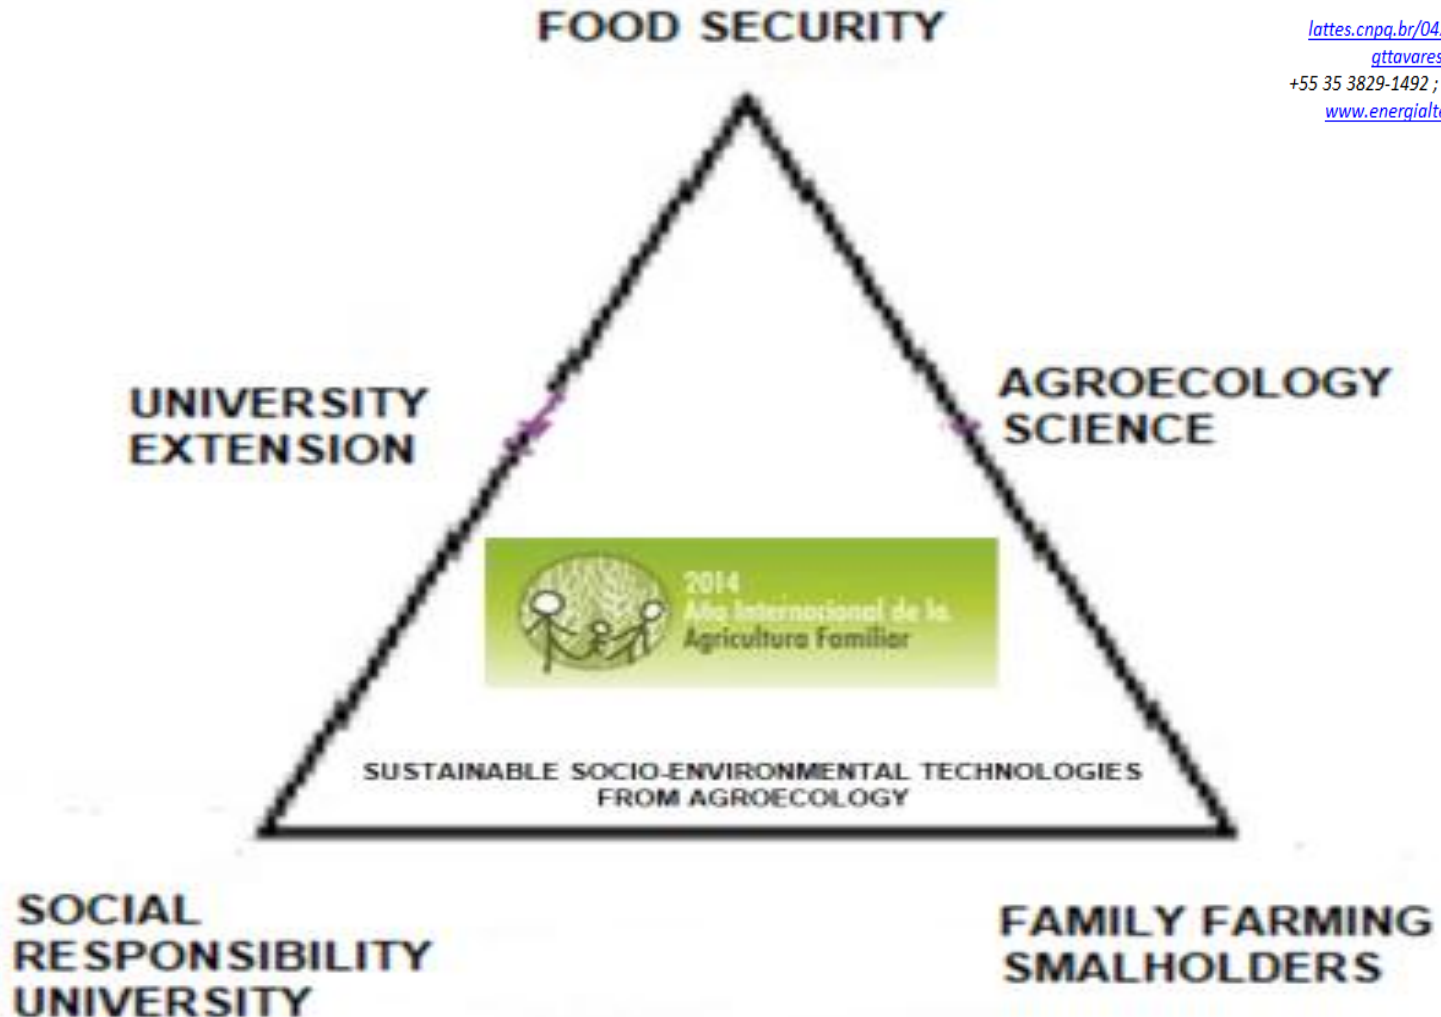 FOOD SECURITY
lattes.cnpq.br/04
gttavares
+55 35 3829-1492 ;
www.energialte
UNIVERSITY
EXTENSION
AGROECOLOGY
SCIENCE
2014
Año Internacional de la
Agricultura Familiar
SUSTAINABLE SOCIO-ENVIRONMENTAL TECHNOLOGIES
FROM AGROECOLOGY
SOCIAL
RESPONSIBILITY
UNIVERSITY
FAMILY FARMING
SMALHOLDERS